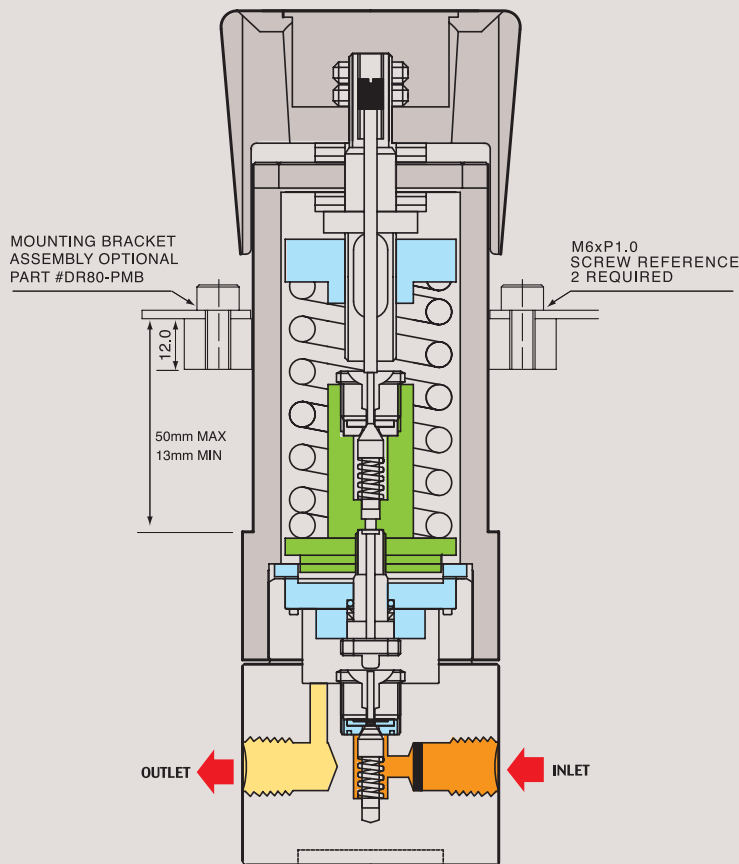 MOUNTING BRACKET
ASSEMBLY OPTIONAL
PART #DR80-PMB
M6xP1.0
SCREW REFERENCE
2 REQUIRED
12.0
50mm MAX
13mm MIN
OUTLET
INLET